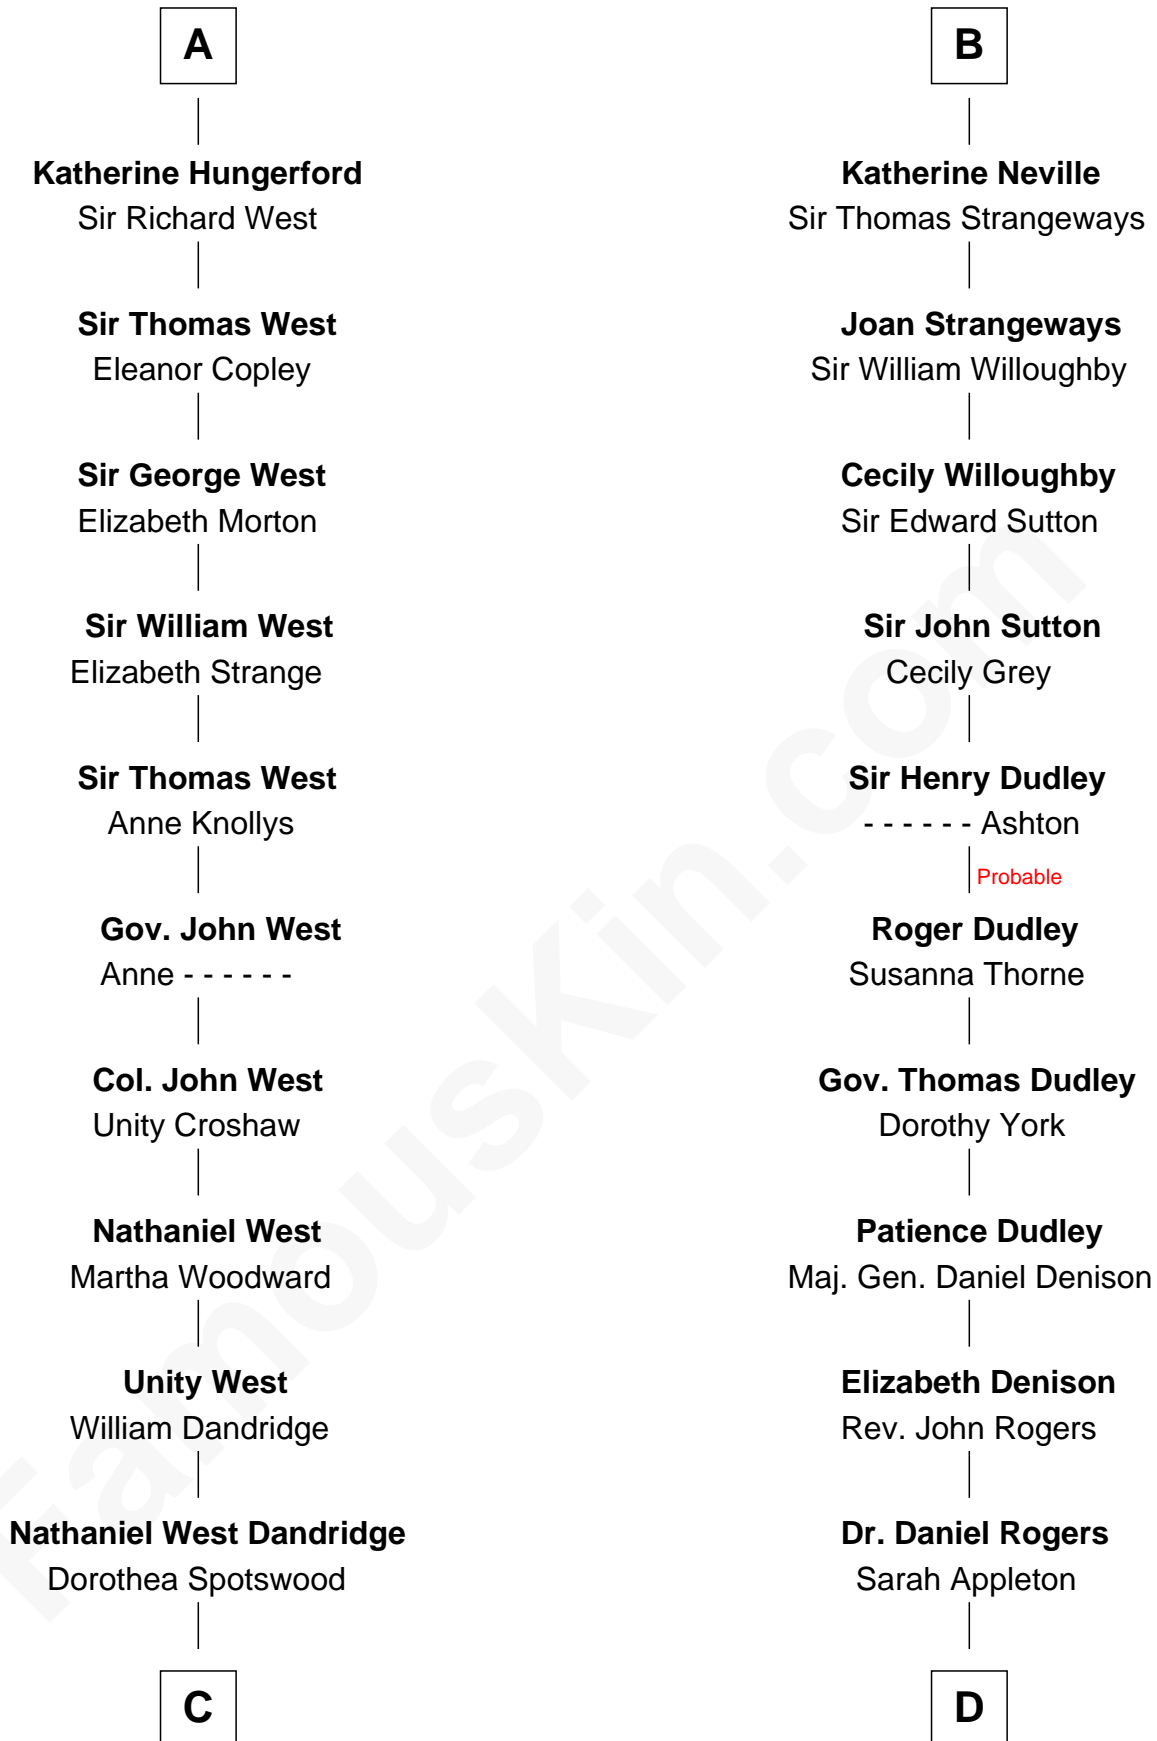 A
Katherine Hungerford
Sir Richard West
Sir Thomas West
Eleanor Copley
Sir George West
Elizabeth Morton
Sir William West
Elizabeth Strange
Sir Thomas West
Anne Knollys
Gov. John West
Anne - - - - - -
Col. John West
Unity Croshaw
Nathaniel West
Martha Woodward
Unity West
William Dandridge
Nathaniel West Dandridge
Dorothea Spotswood
C
B
Katherine Neville
Sir Thomas Strangeways
Joan Strangeways
Sir William Willoughby
Cecily Willoughby
Sir Edward Sutton
Sir John Sutton
Cecily Grey
Sir Henry Dudley
- - - - - - Ashton
Probable
Roger Dudley
Susanna Thorne
Gov. Thomas Dudley
Dorothy York
Patience Dudley
Maj. Gen. Daniel Denison
Elizabeth Denison
Rev. John Rogers
Dr. Daniel Rogers
Sarah Appleton
D
FamousKin.com